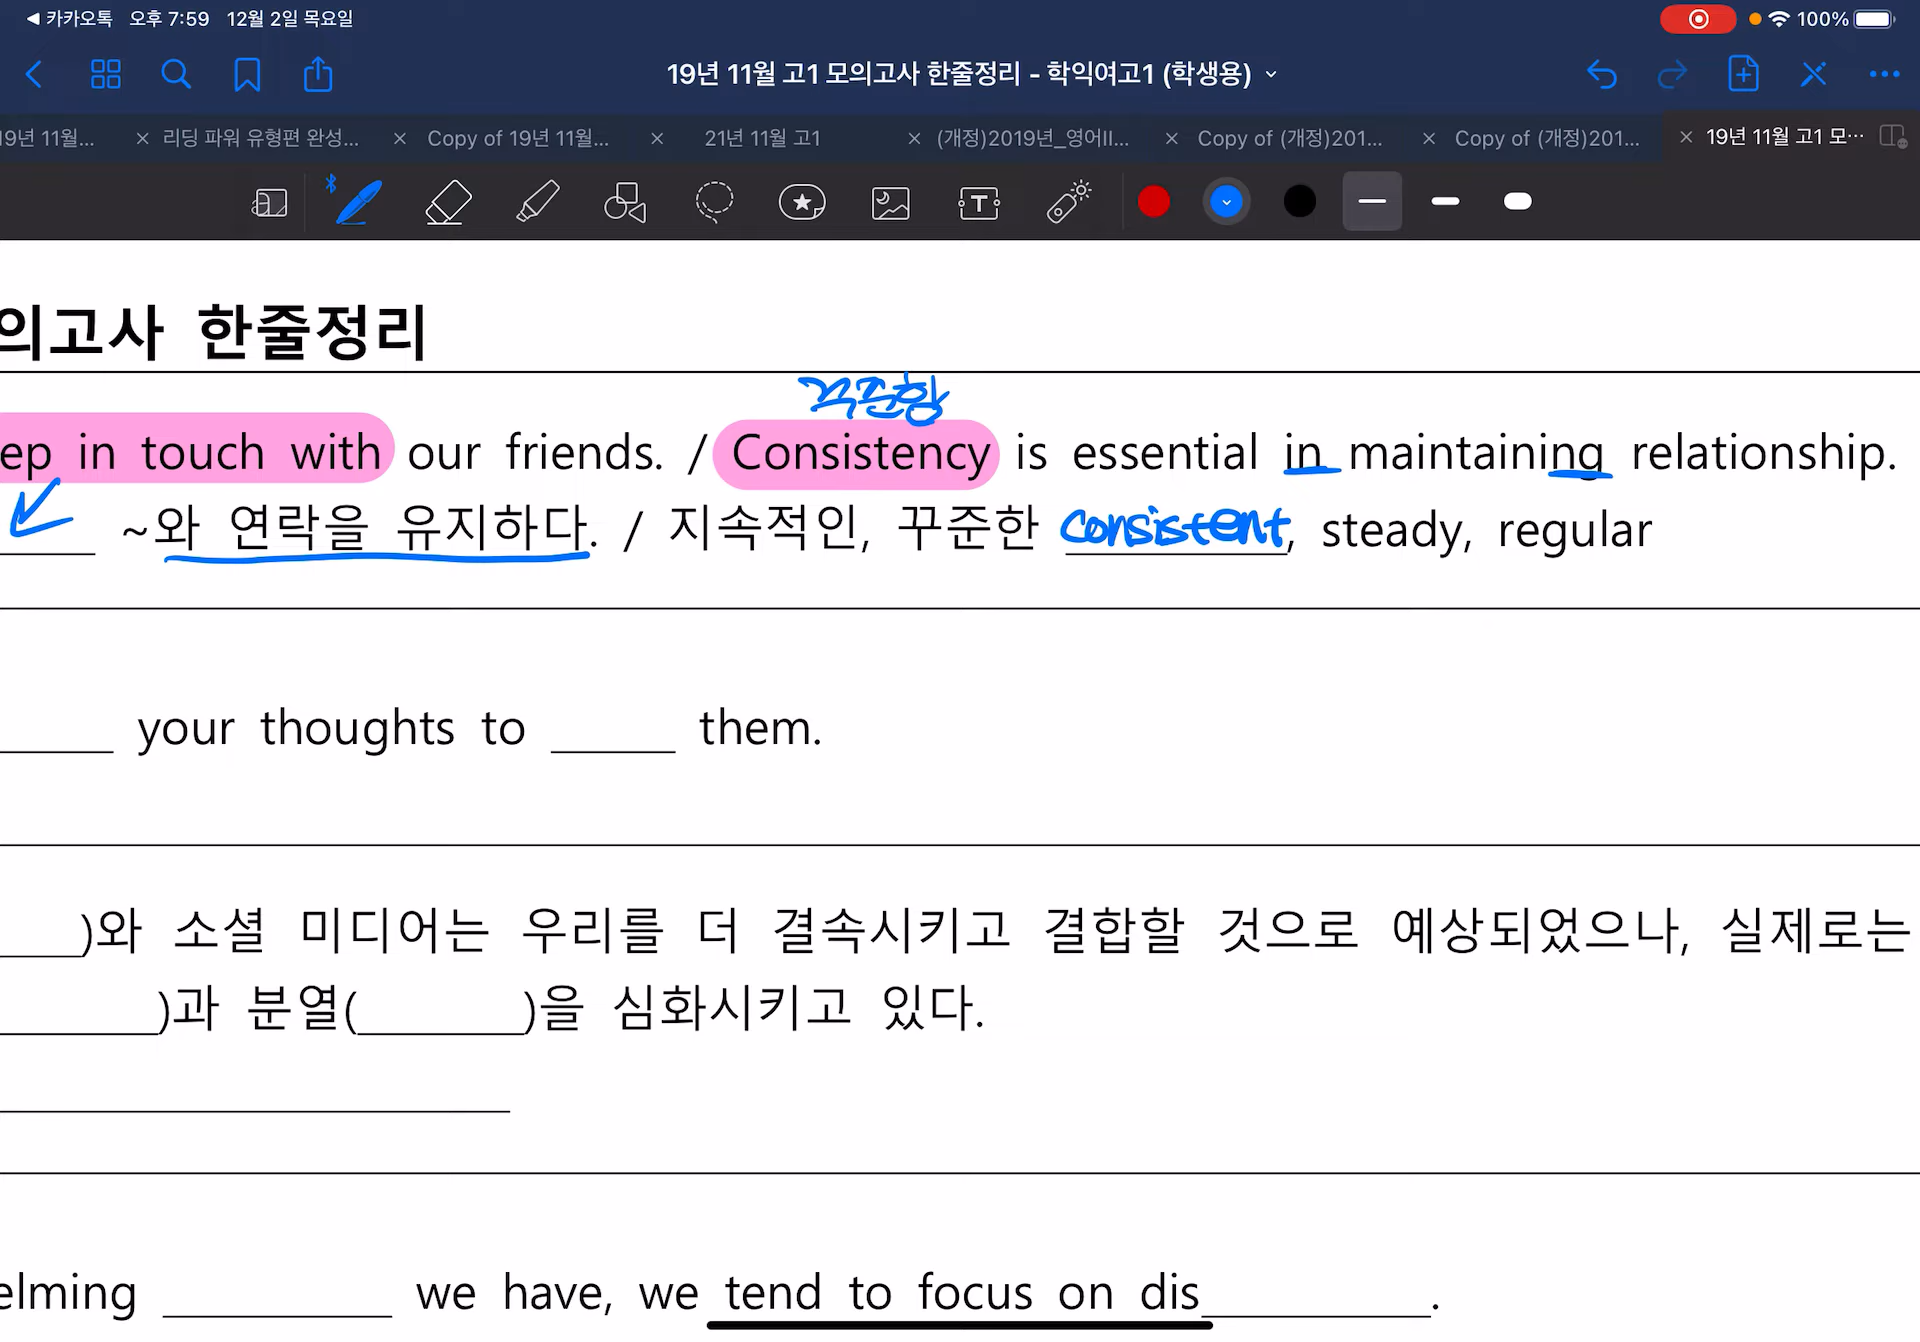 ◀ 카카오톡 오후 7:59 12월 2일 목요일 100%
19년 11월 고1 모의고사 한줄정리 - 학익여고1 (학생용)
19년 11월... × 리딩 파워 유형편 완성... × Copy of 19년 11월... × 21년 11월 고1 × (개정)2019년_영어II... × Copy of (개정)201... × Copy of (개정)201... × 19년 11월 고1 모...
의고사 한줄정리
꾸준함
ep in touch with our friends. / Consistency is essential in maintaining relationship.
~와 연락을 유지하다. / 지속적인, 꾸준한 consistent, steady, regular
_____ your thoughts to _____ them.
____)와 소셜 미디어는 우리를 더 결속시키고 결합할 것으로 예상되었으나, 실제로는
______)과 분열(______)을 심화시키고 있다.
elming _________ we have, we tend to focus on dis_________.